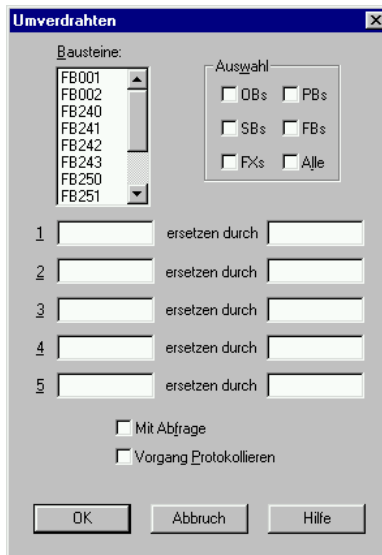 Umverdrahten
Bausteine:
FB001
FB002
FB240
FB241
FB242
FB243
FB250
FB251
Auswahl
OBs PBs
SBs FBs
FXs Alle
1 ersetzen durch
2 ersetzen durch
3 ersetzen durch
4 ersetzen durch
5 ersetzen durch
Mit Abfrage
Vorgang Protokollieren
OK Abbruch Hilfe